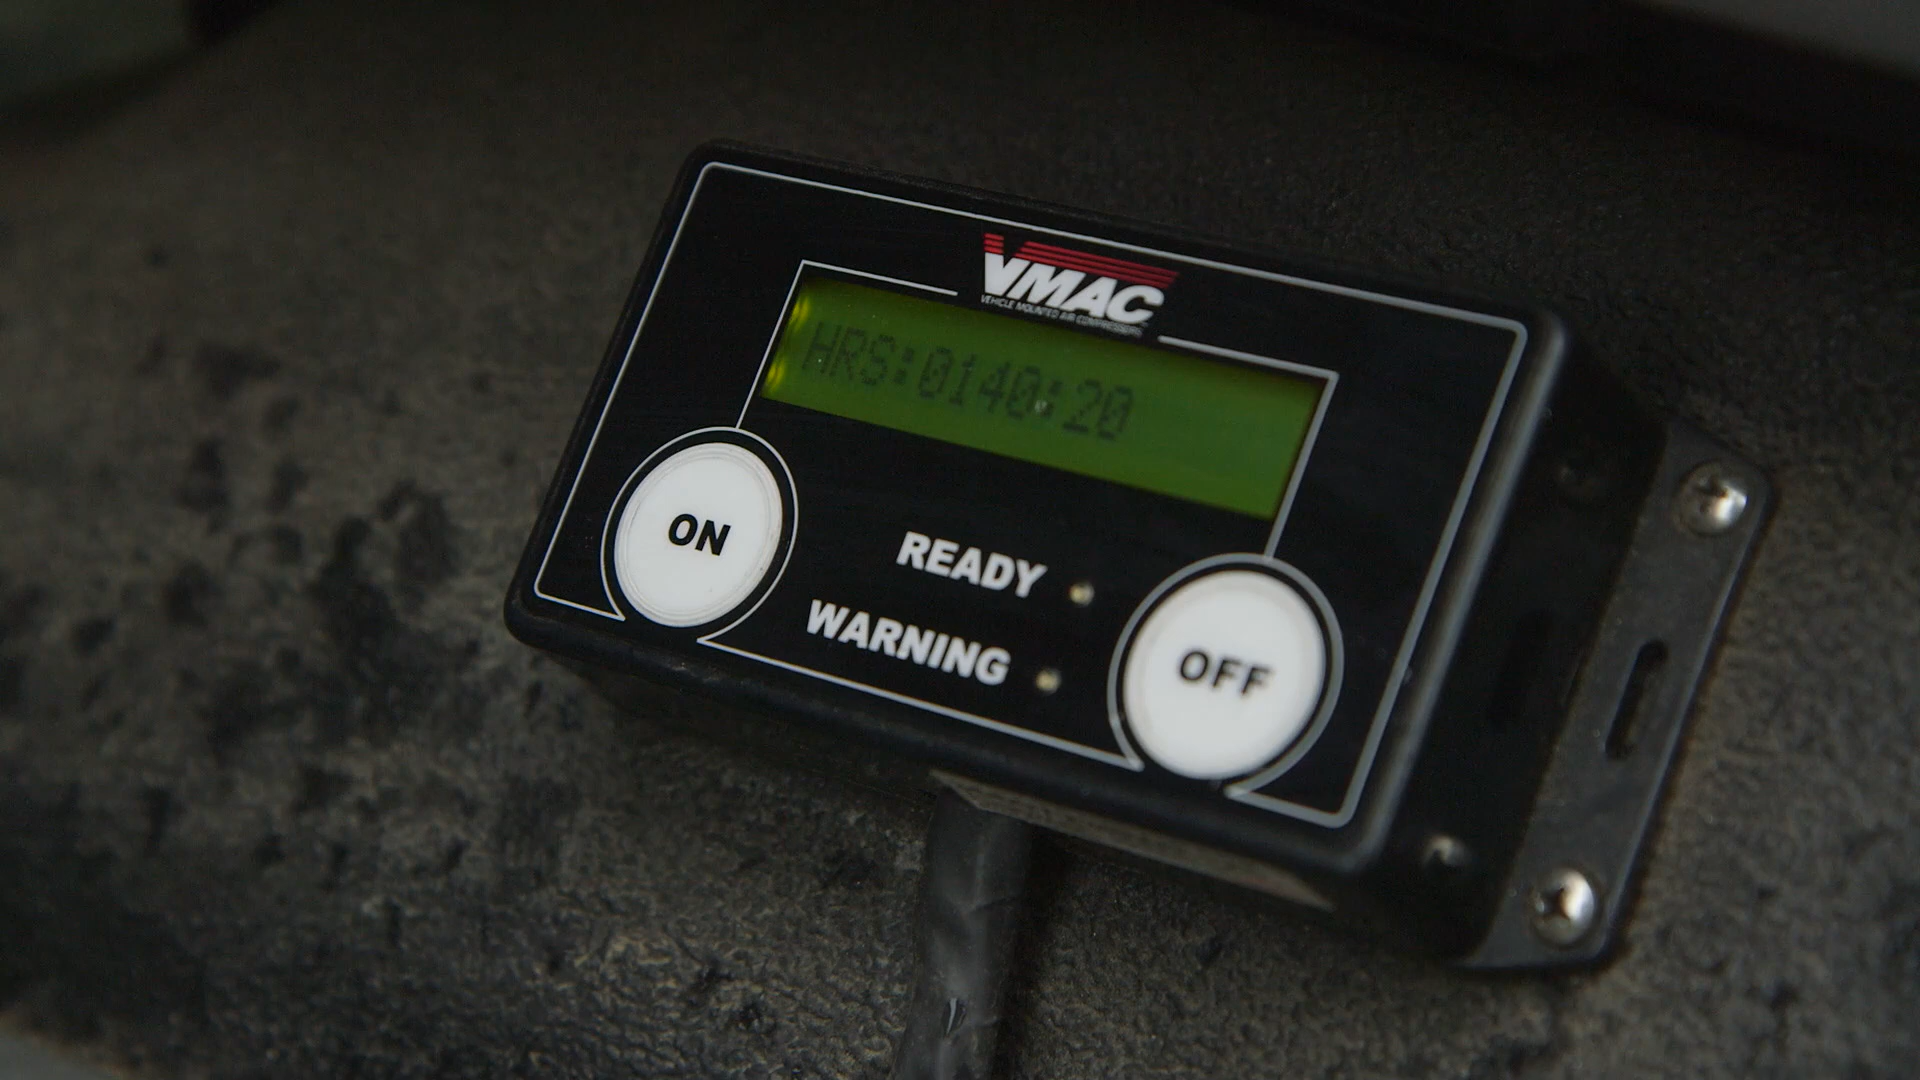 VMAC
VEHICLE MOUNTED AIR COMPRESSORS
HRS:0140:20
ON
READY
WARNING
OFF